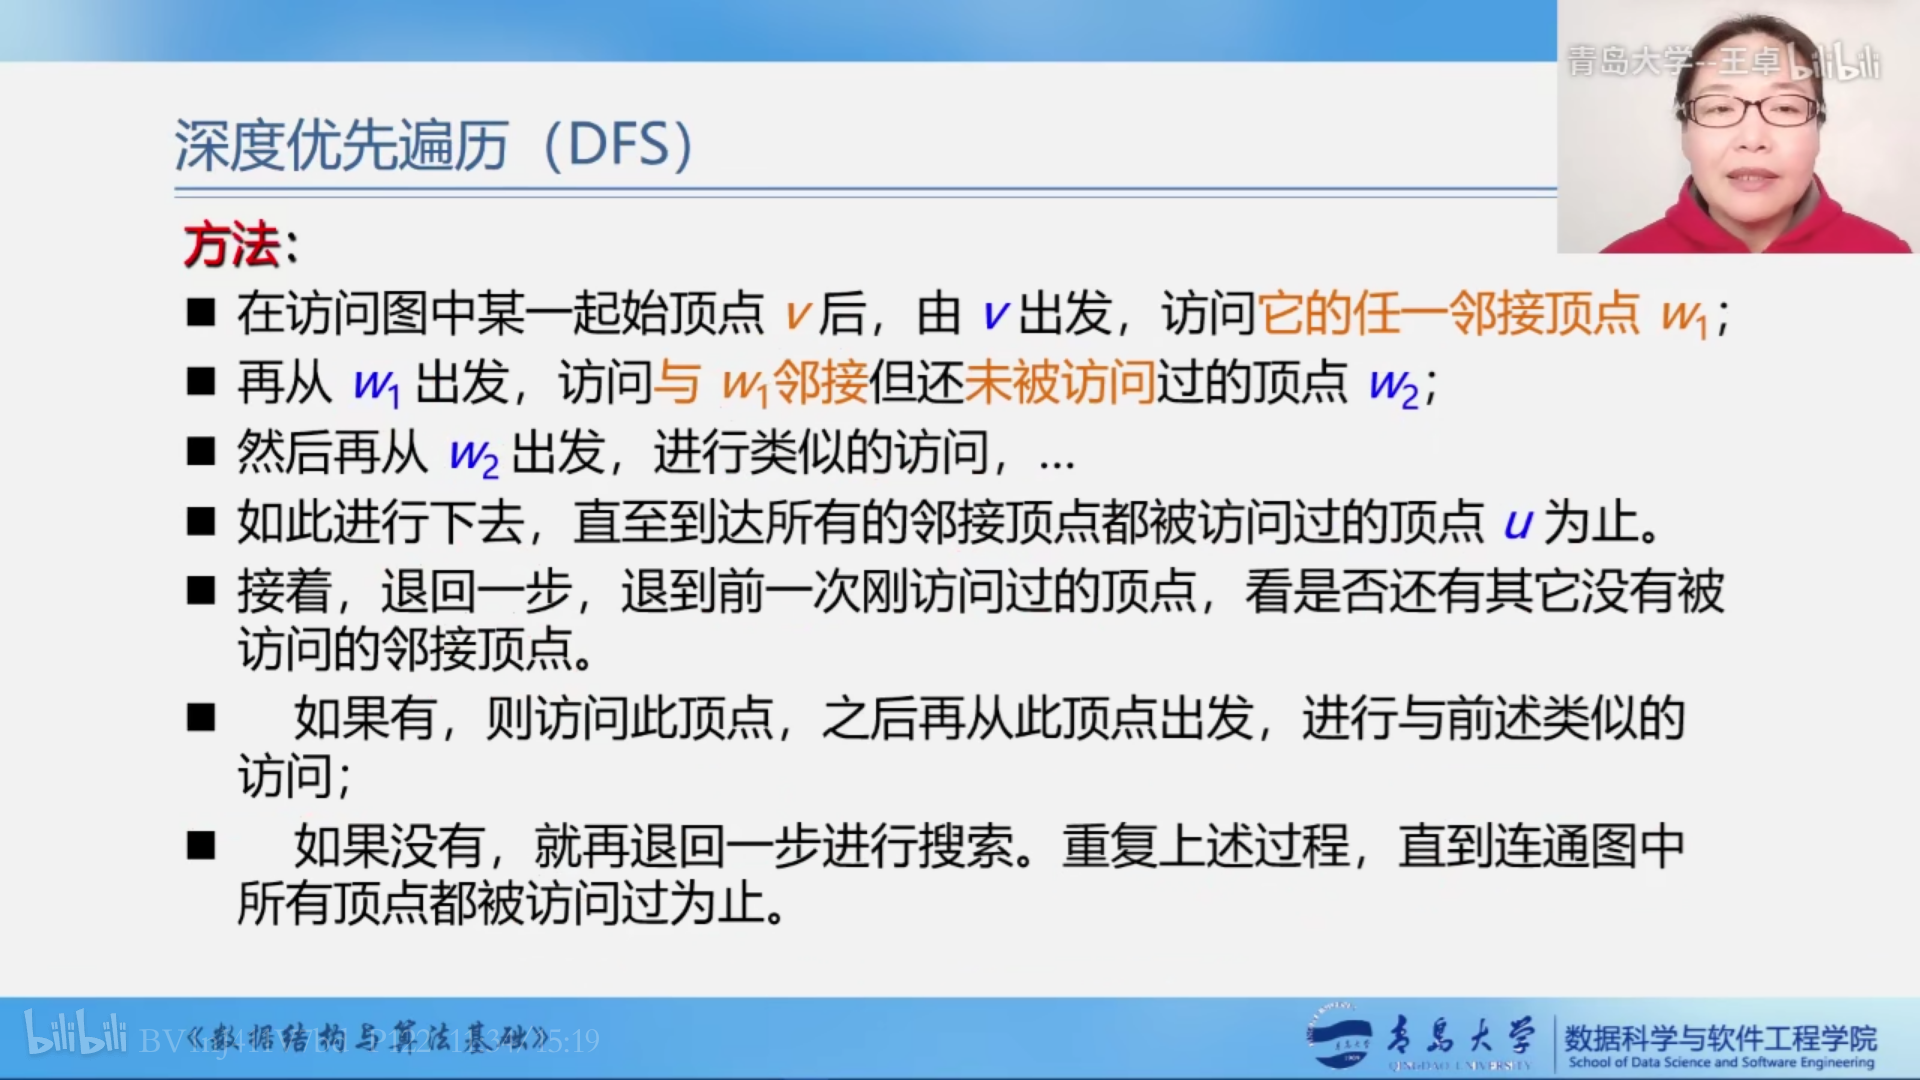 青岛大学--王卓 bilibili
深度优先遍历（DFS）
方法：
■ 在访问图中某一起始顶点 v 后，由 v 出发，访问它的任一邻接顶点 w₁；
■ 再从 w₁ 出发，访问与 w₁邻接但还未被访问过的顶点 w₂；
■ 然后再从 w₂ 出发，进行类似的访问，…
■ 如此进行下去，直至到达所有的邻接顶点都被访问过的顶点 u 为止。
■ 接着，退回一步，退到前一次刚访问过的顶点，看是否还有其它没有被
访问的邻接顶点。
■ 如果有，则访问此顶点，之后再从此顶点出发，进行与前述类似的
访问；
■ 如果没有，就再退回一步进行搜索。重复上述过程，直到连通图中
所有顶点都被访问过为止。
bilibili
《数据结构与算法基础》
青岛大学
QINGDAO UNIVERSITY
数据科学与软件工程学院
School of Data Science and Software Engineering